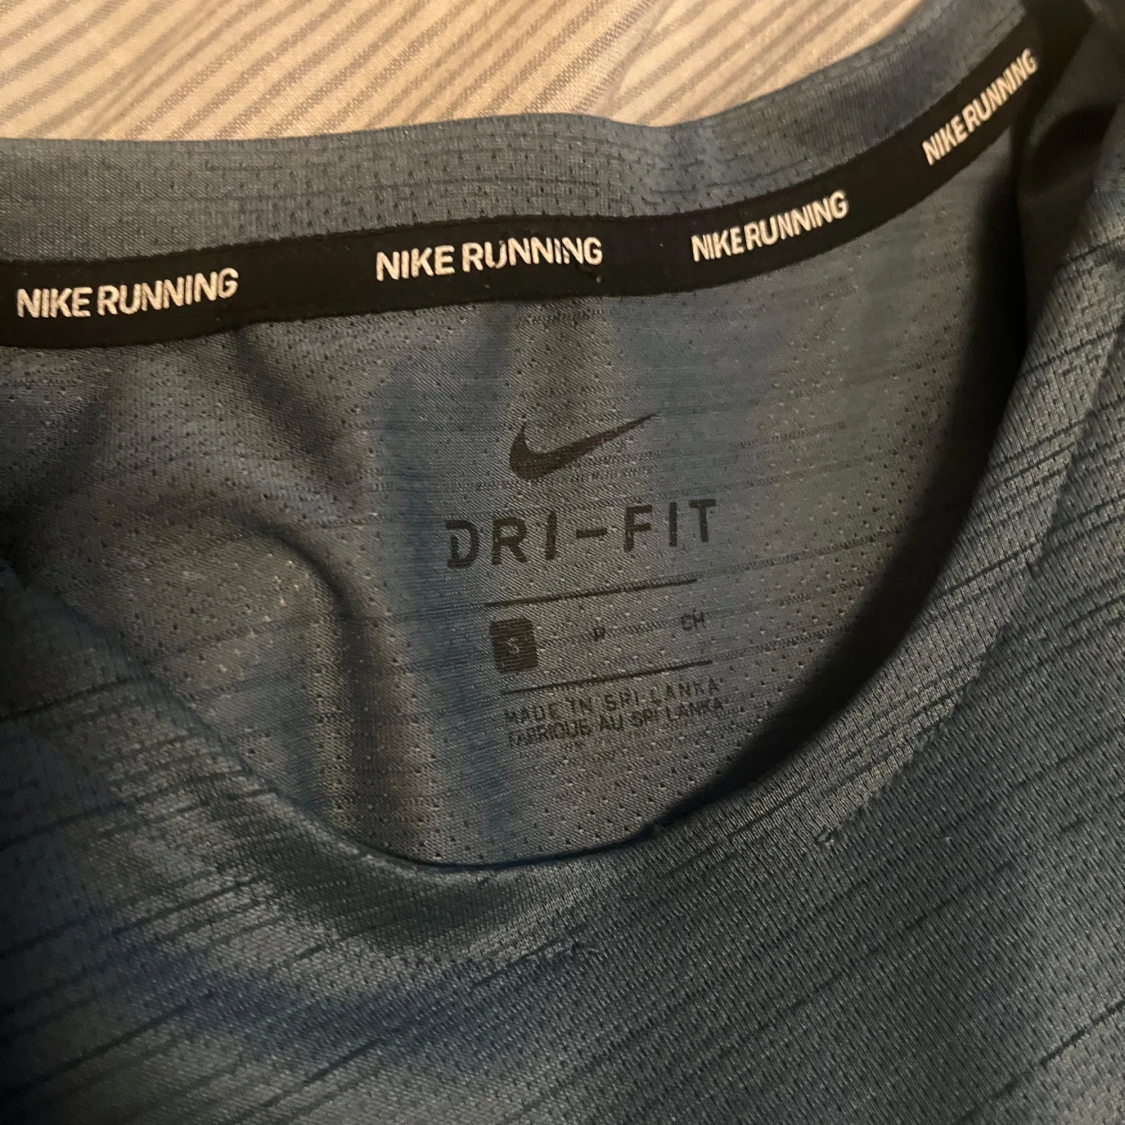 NIKE RUNNING
NIKE RUNNING
NIKE RUNNING
NIKE RUNNING
DRI-FIT
S P CH
MADE IN SRI LANKA
FABRIQUE AU SRI LANKA